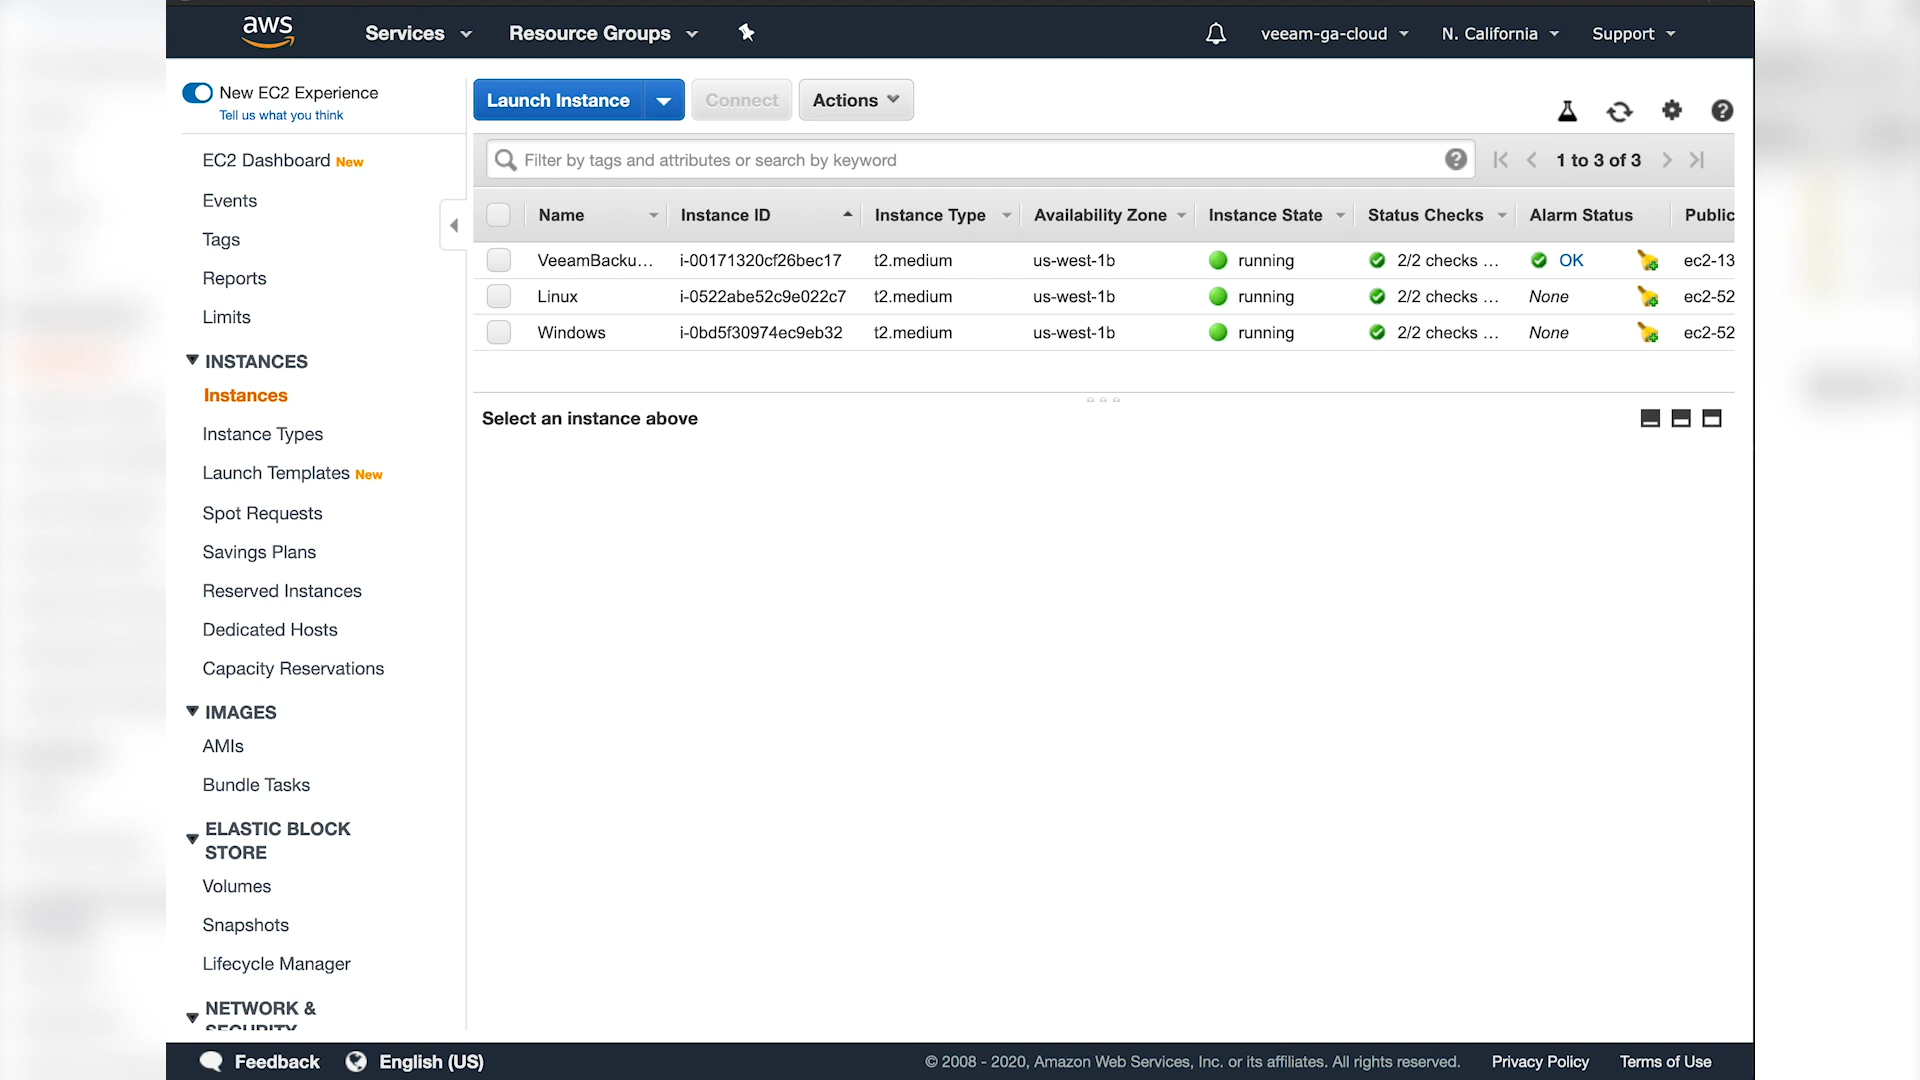 aws Services Resource Groups veeam-ga-cloud N. California Support
New EC2 Experience
Tell us what you think
Launch Instance Connect Actions
Filter by tags and attributes or search by keyword 1 to 3 of 3
Name Instance ID Instance Type Availability Zone Instance State Status Checks Alarm Status Public
VeeamBacku... i-00171320cf26bec17 t2.medium us-west-1b running 2/2 checks ... OK ec2-13
Linux i-0522abe52c9e022c7 t2.medium us-west-1b running 2/2 checks ... None ec2-52
Windows i-0bd5f30974ec9eb32 t2.medium us-west-1b running 2/2 checks ... None ec2-52
Select an instance above
EC2 Dashboard New
Events
Tags
Reports
Limits
INSTANCES
Instances
Instance Types
Launch Templates New
Spot Requests
Savings Plans
Reserved Instances
Dedicated Hosts
Capacity Reservations
IMAGES
AMIs
Bundle Tasks
ELASTIC BLOCK
STORE
Volumes
Snapshots
Lifecycle Manager
NETWORK &
SECURITY
Feedback English (US) © 2008 - 2020, Amazon Web Services, Inc. or its affiliates. All rights reserved. Privacy Policy Terms of Use